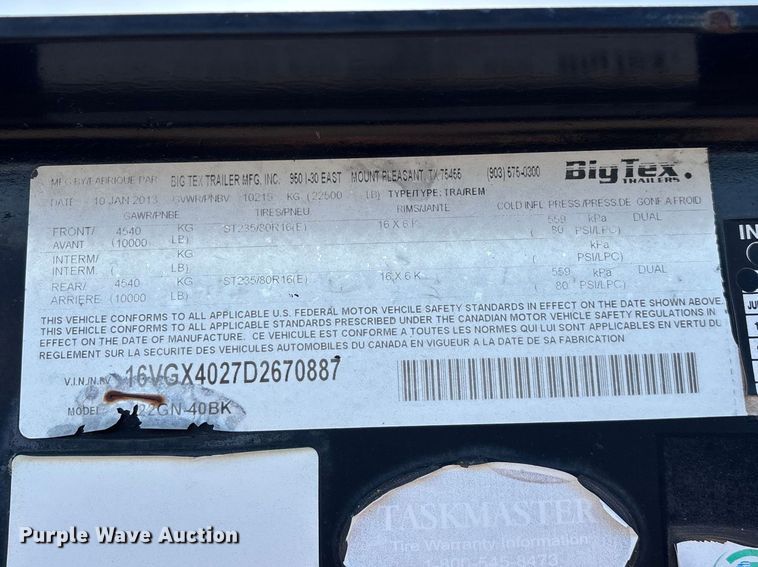 MFG BY/FABRIQUE PAR BIG TEX TRAILER MFG. INC. 950 I-30 EAST MOUNT PLEASANT, TX 75455 (903) 575-0300 BigTex.
TRAILERS
DATE 10 JAN 2013 GVWR/PNBV 10215 KG (22500 LB) TYPE/TYPE: TRA/REM
GAWR/PNBE TIRES/PNEU RIMS/JANTE COLD INFL PRESS/PRESS.DE GONF A FROID
FRONT/ 4540 KG ST235/80R16(E) 16 X 6 K 559 kPa DUAL
AVANT (10000 LB) ( 80 PSI/LPC)
INTERM/ KG kPa
INTERM. ( LB) ( PSI/LPC)
REAR/ 4540 KG ST235/80R16(E) 16 X 6 K 559 kPa DUAL
ARRIÈRE (10000 LB) ( 80 PSI/LPC)
THIS VEHICLE CONFORMS TO ALL APPLICABLE U.S. FEDERAL MOTOR VEHCILE SAFETY STANDARDS IN EFFECT ON THE DATE SHOWN ABOVE.
THIS VEHICLE CONFORMS TO ALL APPLICABLE STANDARDS PRESCRIBED UNDER THE CANADIAN MOTOR VEHICLE SAFETY REGULATIONS IN
EFFECT ON THE DATE OF MANUFACTURE. CE VEHICULE EST CONFORME A TOUTES LES NORMES QUI LUI SONT APPLICABLES EN VERTU DU
REGLEMENT SUR LA SECURITE DES VEHICULES AUTOMOBILES DU CANADA EN VIGUEUR A LA DATE DE SA FABRICATION
V.I.N./N.I.V 16VGX4027D2670887
MODEL 22GN-40BK
IN
JU
TASKMASTER
Tire Warranty Information
Purple Wave Auction